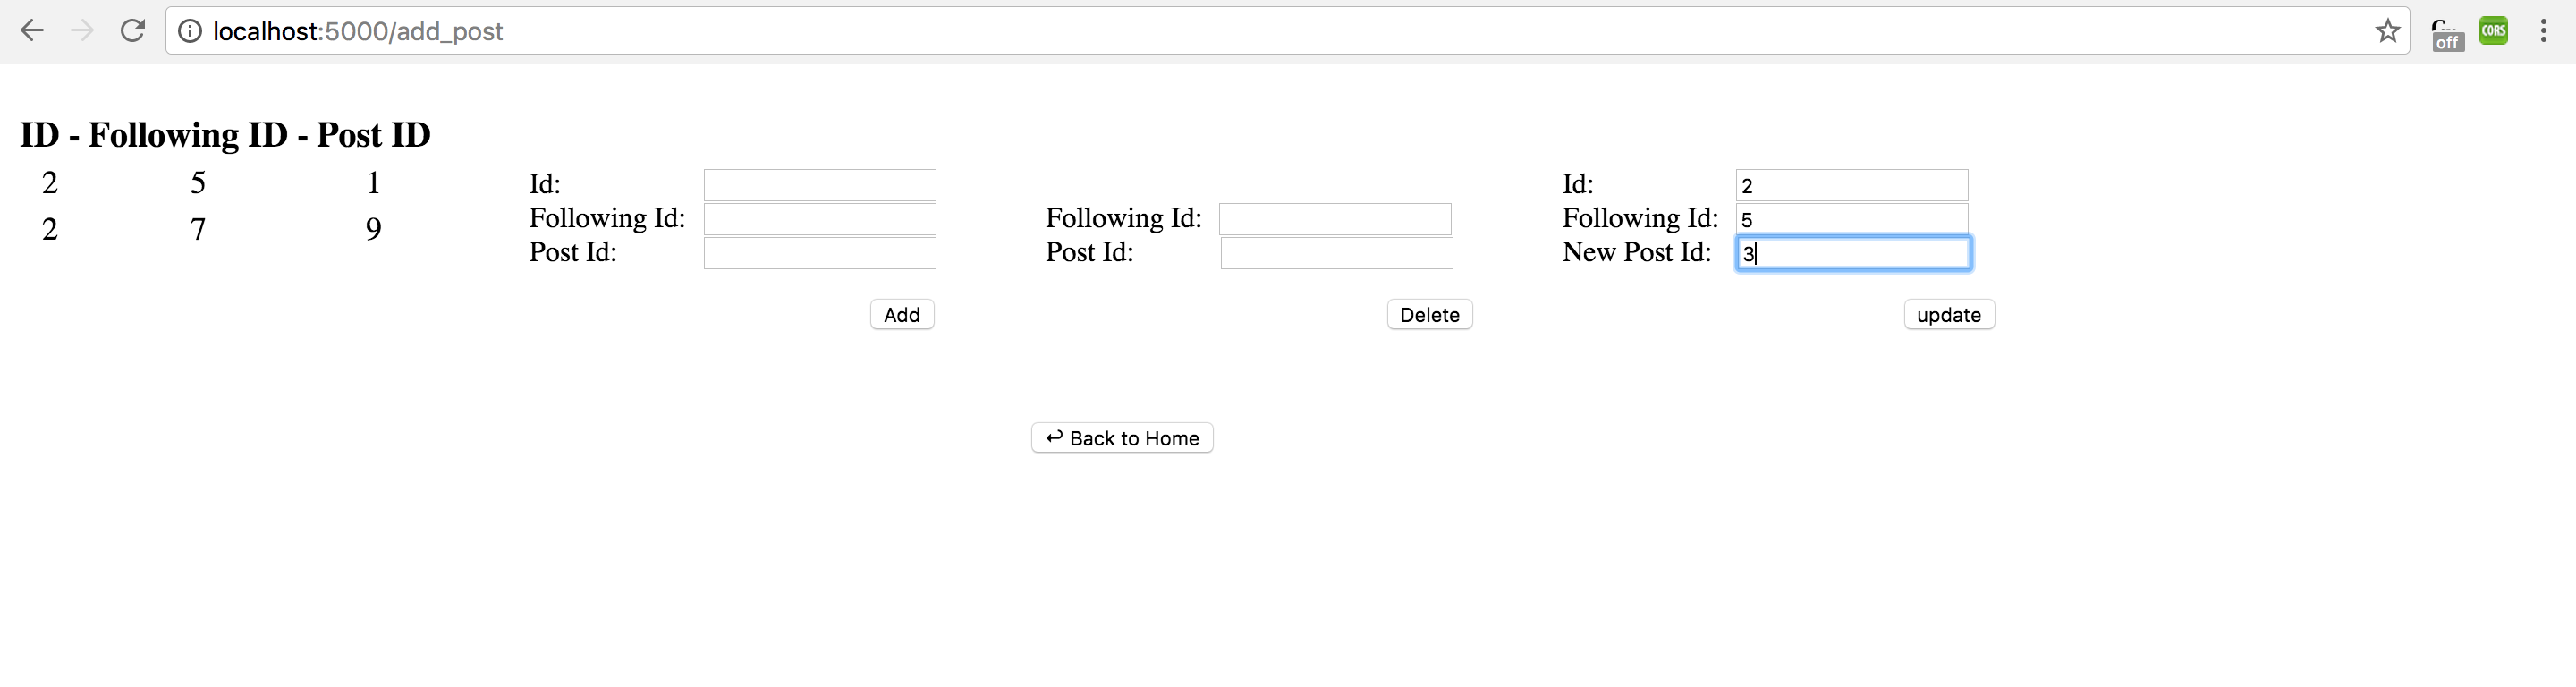 localhost:5000/add_post
off
CORS
ID - Following ID - Post ID
2 5 1
2 7 9
Id:
Following Id:
Post Id:
Add
Following Id:
Post Id:
Delete
Id: 2
Following Id: 5
New Post Id: 3
update
↩ Back to Home